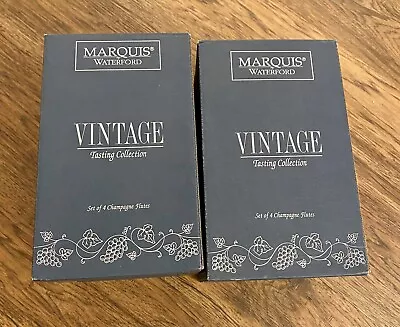 MARQUIS®
WATERFORD
VINTAGE
Tasting Collection
Set of 4 Champagne Flutes
MARQUIS®
WATERFORD
VINTAGE
Tasting Collection
Set of 4 Champagne Flutes